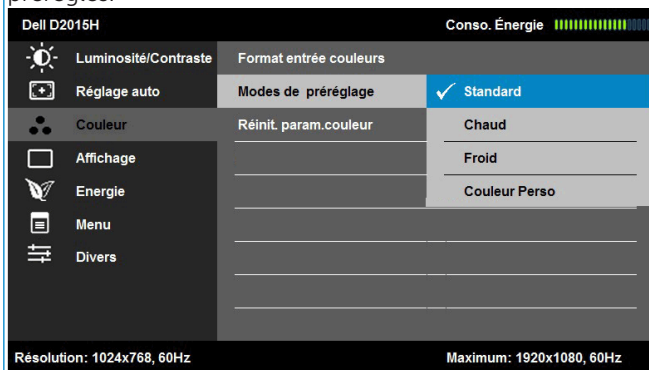 préréglés.
Dell D2015H Conso. Énergie
Luminosité/Contraste Format entrée couleurs
Réglage auto Modes de préréglage Standard
Couleur Réinit. param.couleur Chaud
Affichage Froid
Energie Couleur Perso
Menu
Divers
Résolution: 1024x768, 60Hz Maximum: 1920x1080, 60Hz